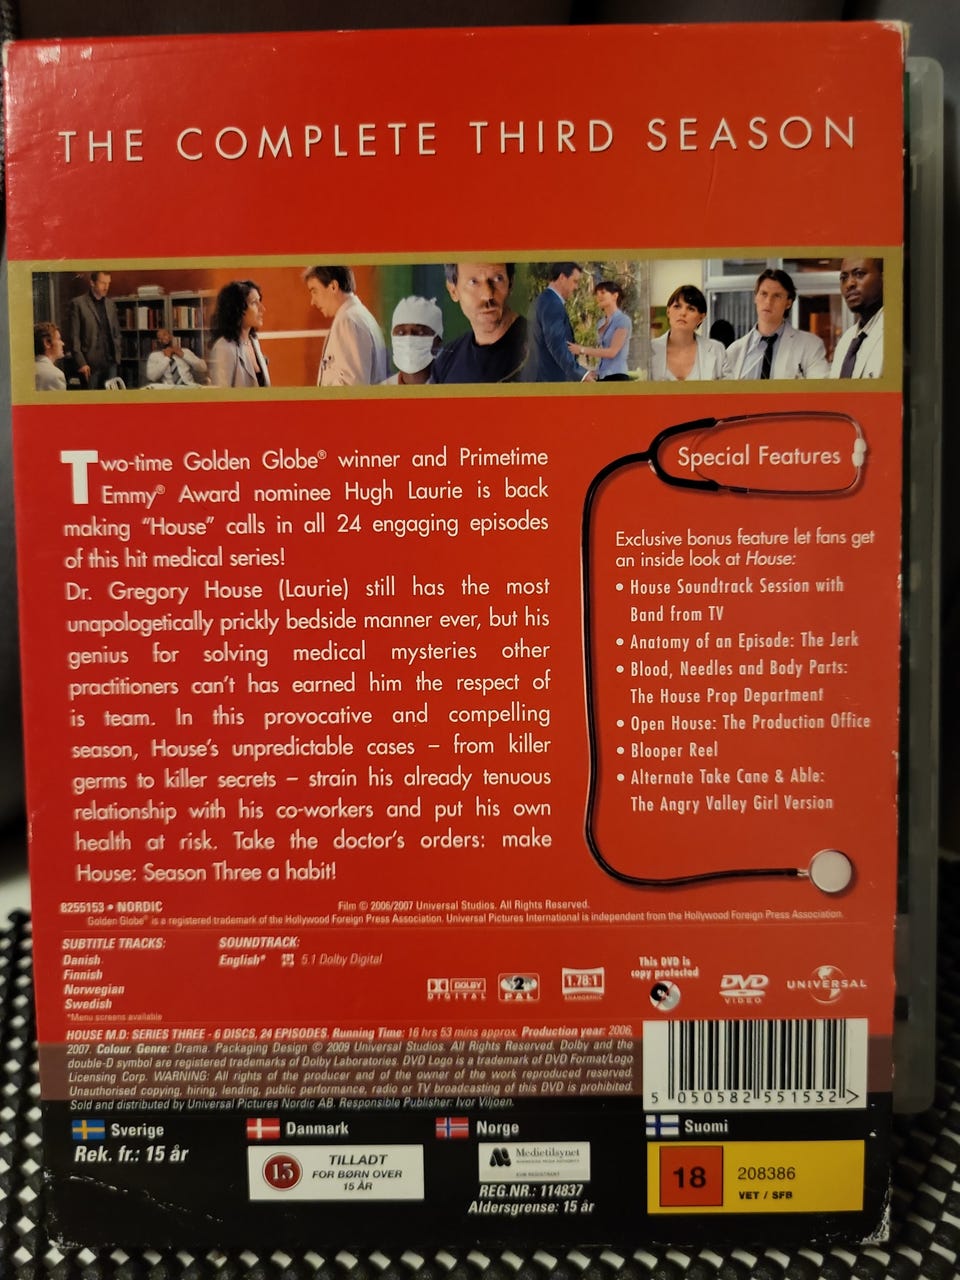 THE COMPLETE THIRD SEASON
Two-time Golden Globe® winner and Primetime
Emmy® Award nominee Hugh Laurie is back
making “House” calls in all 24 engaging episodes
of this hit medical series!
Dr. Gregory House (Laurie) still has the most
unapologetically prickly bedside manner ever, but his
genius for solving medical mysteries other
practitioners can’t has earned him the respect of
is team. In this provocative and compelling
season, House’s unpredictable cases – from killer
germs to killer secrets – strain his already tenuous
relationship with his co-workers and put his own
health at risk. Take the doctor’s orders: make
House: Season Three a habit!
Special Features
Exclusive bonus feature let fans get
an inside look at House:
• House Soundtrack Session with
Band from TV
• Anatomy of an Episode: The Jerk
• Blood, Needles and Body Parts:
The House Prop Department
• Open House: The Production Office
• Blooper Reel
• Alternate Take Cane & Able:
The Angry Valley Girl Version
8255153 • NORDIC
Film © 2006/2007 Universal Studios. All Rights Reserved.
Golden Globe® is a registered trademark of the Hollywood Foreign Press Association. Universal Pictures International is independent from the Hollywood Foreign Press Association.
SUBTITLE TRACKS:
Danish
Finnish
Norwegian
Swedish
*Menu screens available
SOUNDTRACK:
English* 5.1 Dolby Digital
DOLBY
DIGITAL
2
PAL
1.78:1
ANAMORPHIC
This DVD is
copy protected
DVD
VIDEO
UNIVERSAL
HOUSE M.D: SERIES THREE - 6 DISCS, 24 EPISODES. Running Time: 16 hrs 53 mins approx. Production year: 2006,
2007. Colour. Genre: Drama. Packaging Design © 2009 Universal Studios. All Rights Reserved. Dolby and the
double-D symbol are registered trademarks of Dolby Laboratories. DVD Logo is a trademark of DVD Format/Logo
Licensing Corp. WARNING: All rights of the producer and of the owner of the work reproduced reserved.
Unauthorised copying, hiring, lending, public performance, radio or TV broadcasting of this DVD is prohibited.
Sold and distributed by Universal Pictures Nordic AB. Responsible Publisher: Ivor Viljoen.
5 050582 551532 >
Sverige
Rek. fr.: 15 år
Danmark
15
TILLADT
FOR BØRN OVER
15 ÅR
Norge
Medietilsynet
REG.NR.: 114837
Aldersgrense: 15 år
Suomi
18
208386
VET / SFB